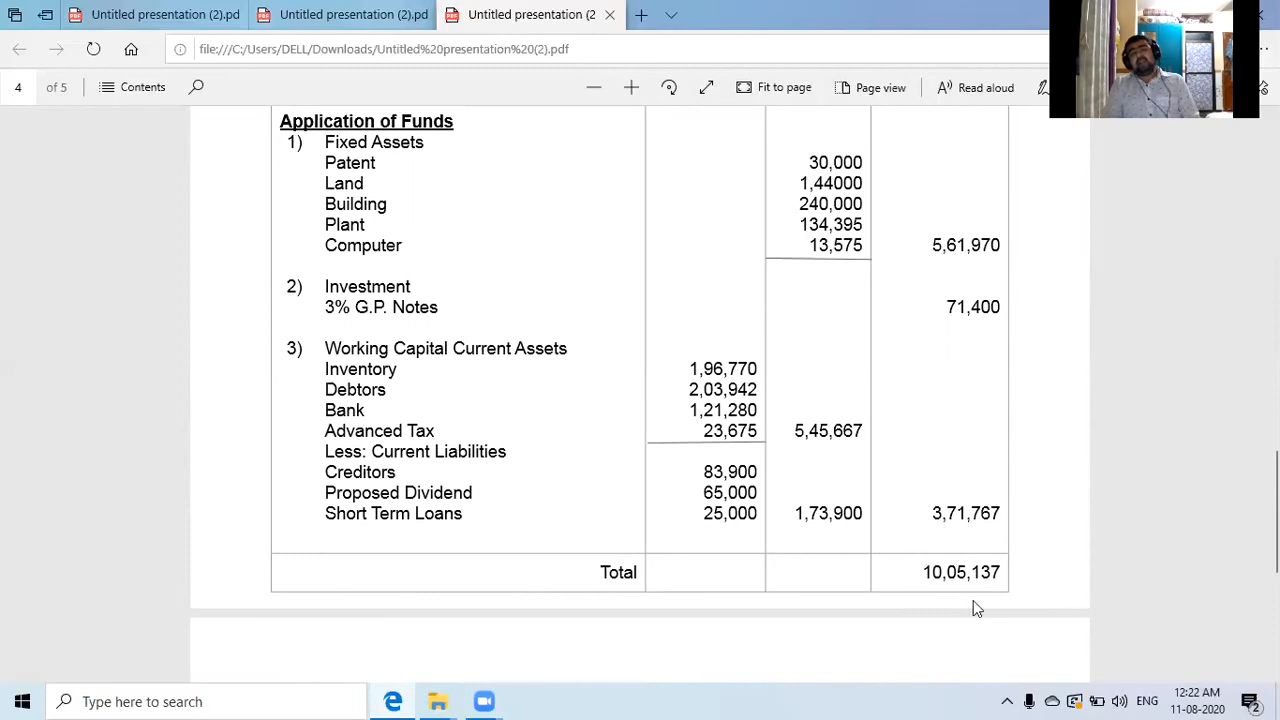 Untitled presentation (2).pdf
Untitled presentation (2).pdf
Untitled presentation (2).pdf
file:///C:/Users/DELL/Downloads/Untitled%20presentation%20(2).pdf
4 of 5 Contents Fit to page Page view Read aloud
Application of Funds
1) Fixed Assets
Patent 30,000
Land 1,44000
Building 240,000
Plant 134,395
Computer 13,575 5,61,970
2) Investment
3% G.P. Notes 71,400
3) Working Capital Current Assets
Inventory 1,96,770
Debtors 2,03,942
Bank 1,21,280
Advanced Tax 23,675 5,45,667
Less: Current Liabilities
Creditors 83,900
Proposed Dividend 65,000
Short Term Loans 25,000 1,73,900 3,71,767
Total 10,05,137
Type here to search
ENG
12:22 AM
11-08-2020
2